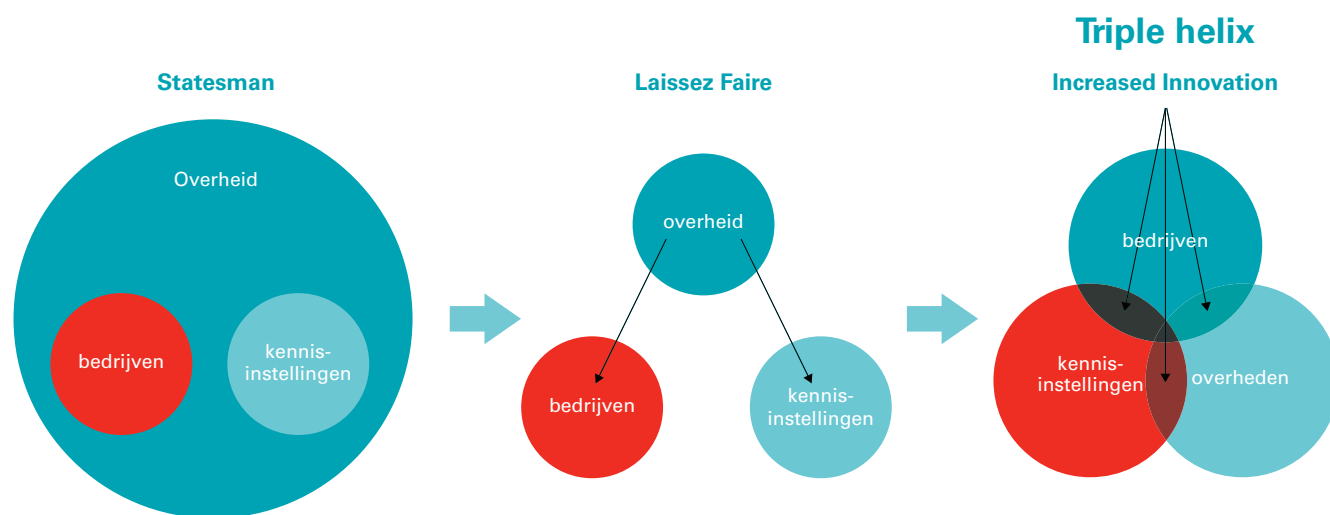 Triple helix
Statesman
Laissez Faire
Increased Innovation
Overheid
bedrijven
kennis-
instellingen
overheid
bedrijven
kennis-
instellingen
bedrijven
kennis-
instellingen
overheden